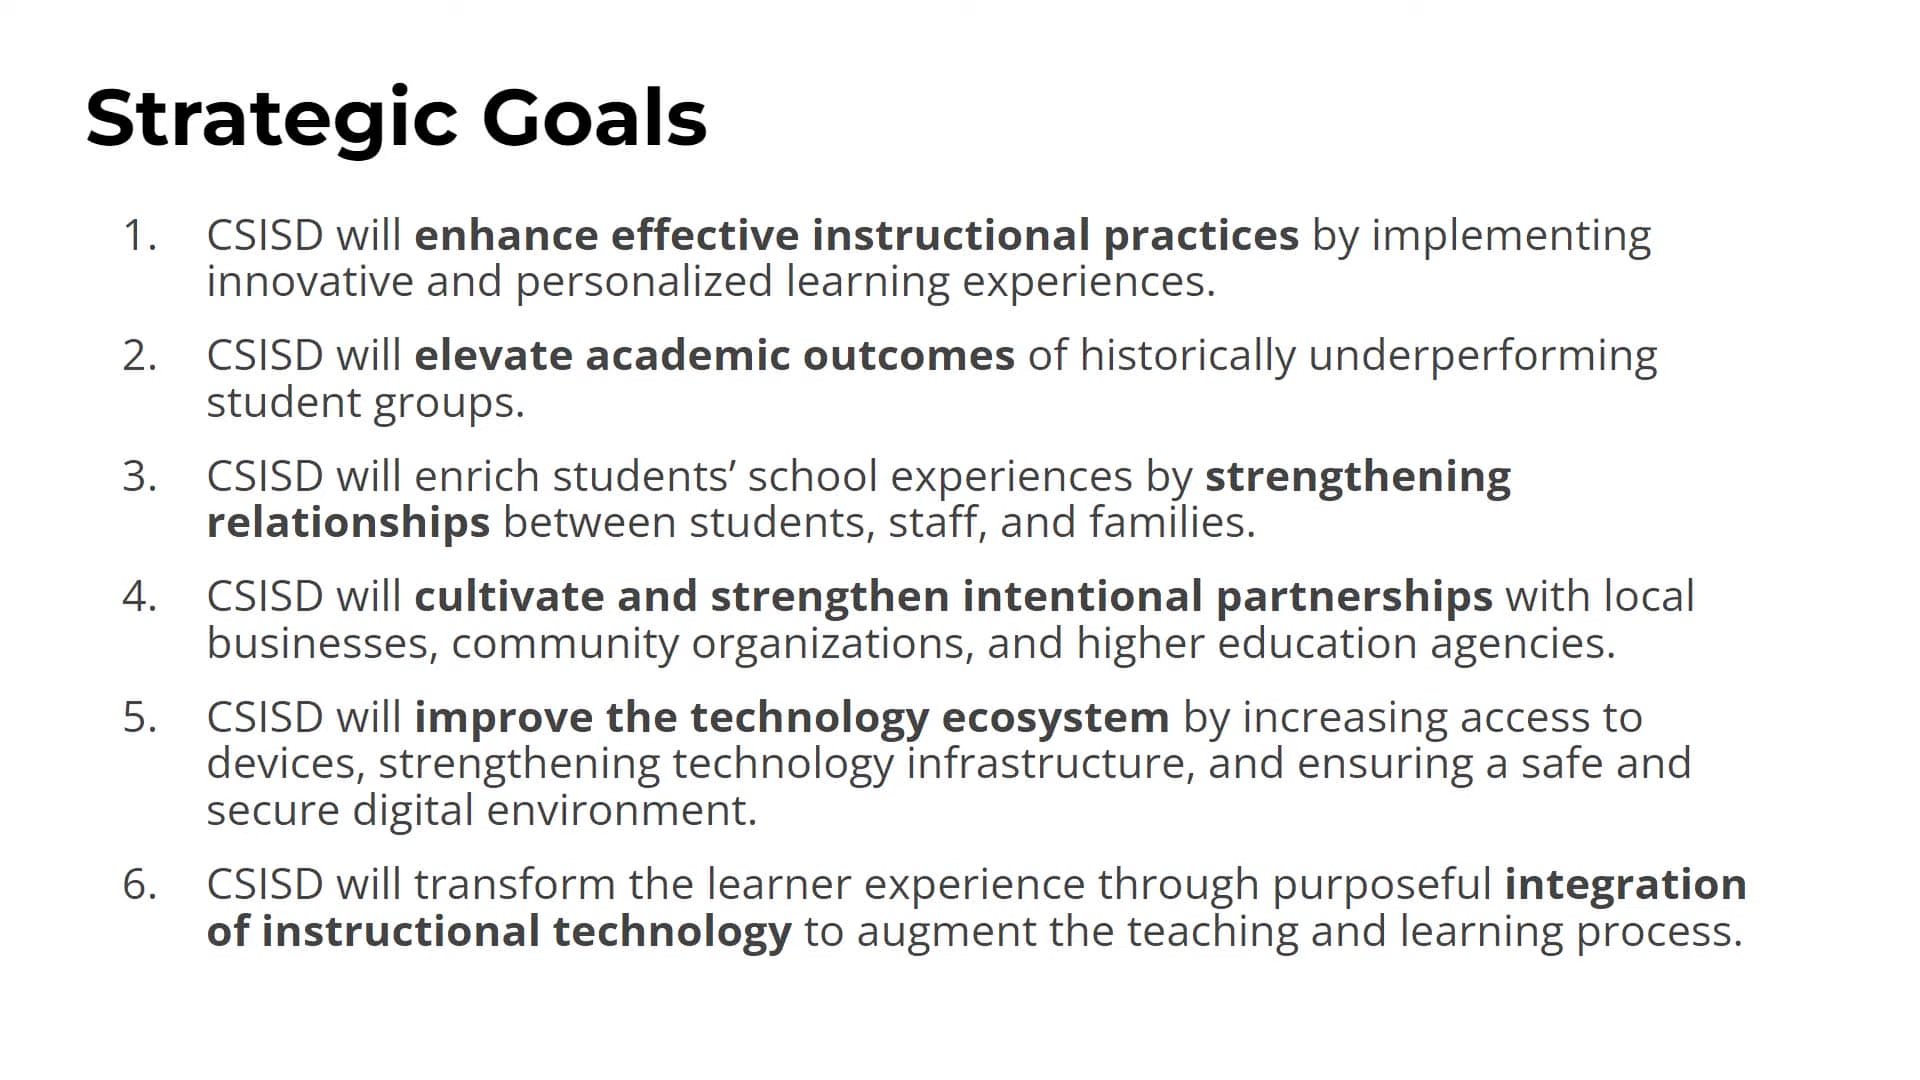 Strategic Goals
1. CSISD will enhance effective instructional practices by implementing
innovative and personalized learning experiences.
2. CSISD will elevate academic outcomes of historically underperforming
student groups.
3. CSISD will enrich students’ school experiences by strengthening
relationships between students, staff, and families.
4. CSISD will cultivate and strengthen intentional partnerships with local
businesses, community organizations, and higher education agencies.
5. CSISD will improve the technology ecosystem by increasing access to
devices, strengthening technology infrastructure, and ensuring a safe and
secure digital environment.
6. CSISD will transform the learner experience through purposeful integration
of instructional technology to augment the teaching and learning process.